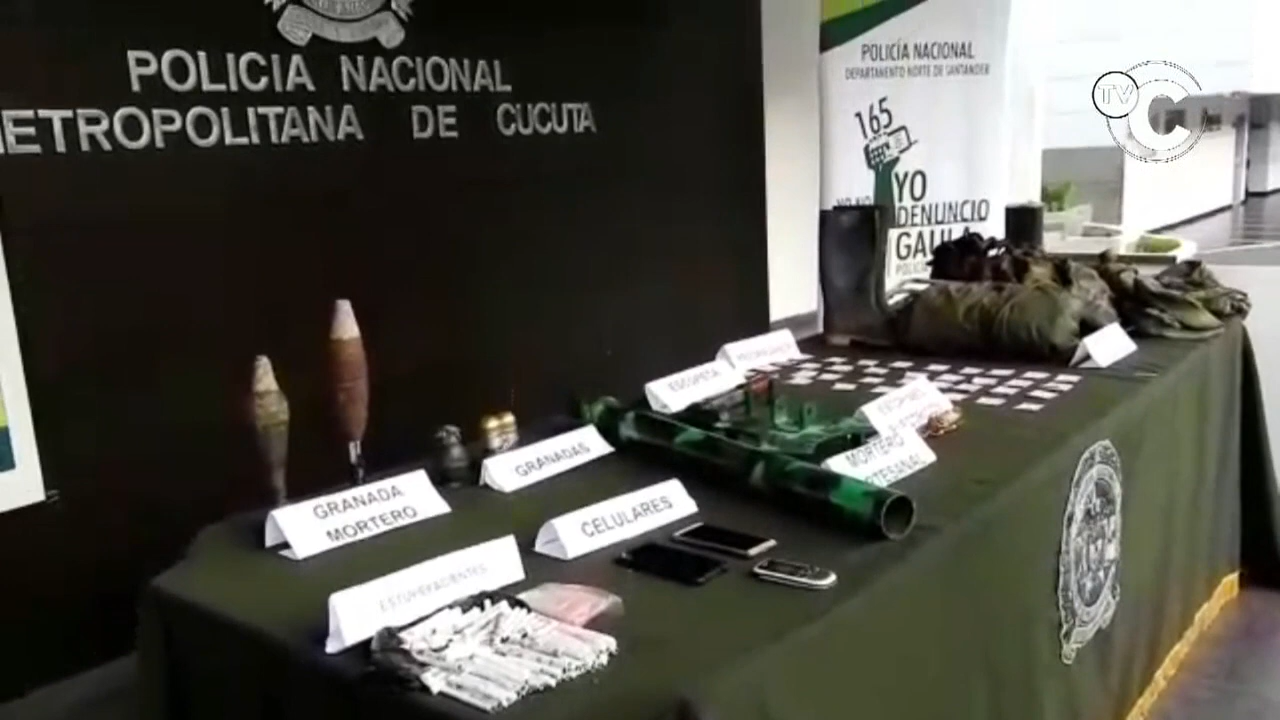 POLICIA NACIONAL
METROPOLITANA DE CUCUTA
POLICÍA NACIONAL
DEPARTAMENTO NORTE DE SANTANDER
165
YO
DENUNCIO
GAULA
TV C
ESCOPETA
MORTERO
ARTESANAL
GRANADAS
GRANADA
MORTERO
CELULARES
ESTUPEFACIENTES